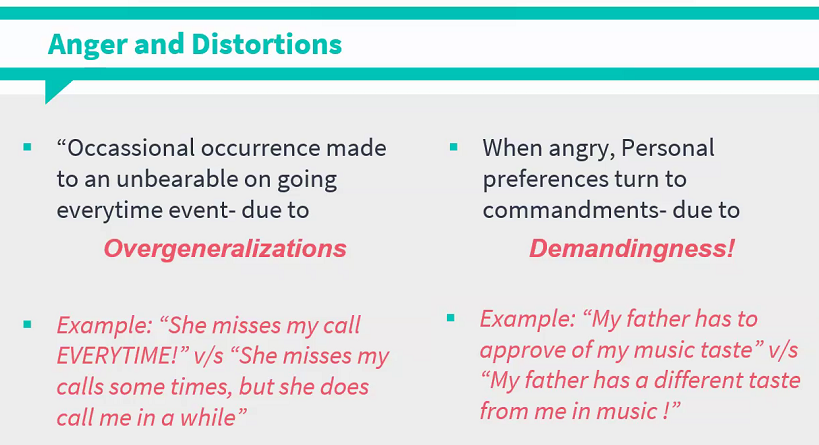 Anger and Distortions
“Occassional occurrence made
to an unbearable on going
everytime event- due to
Overgeneralizations
Example: “She misses my call
EVERYTIME!” v/s “She misses my
calls some times, but she does
call me in a while”
When angry, Personal
preferences turn to
commandments- due to
Demandingness!
Example: “My father has to
approve of my music taste” v/s
“My father has a different taste
from me in music !”